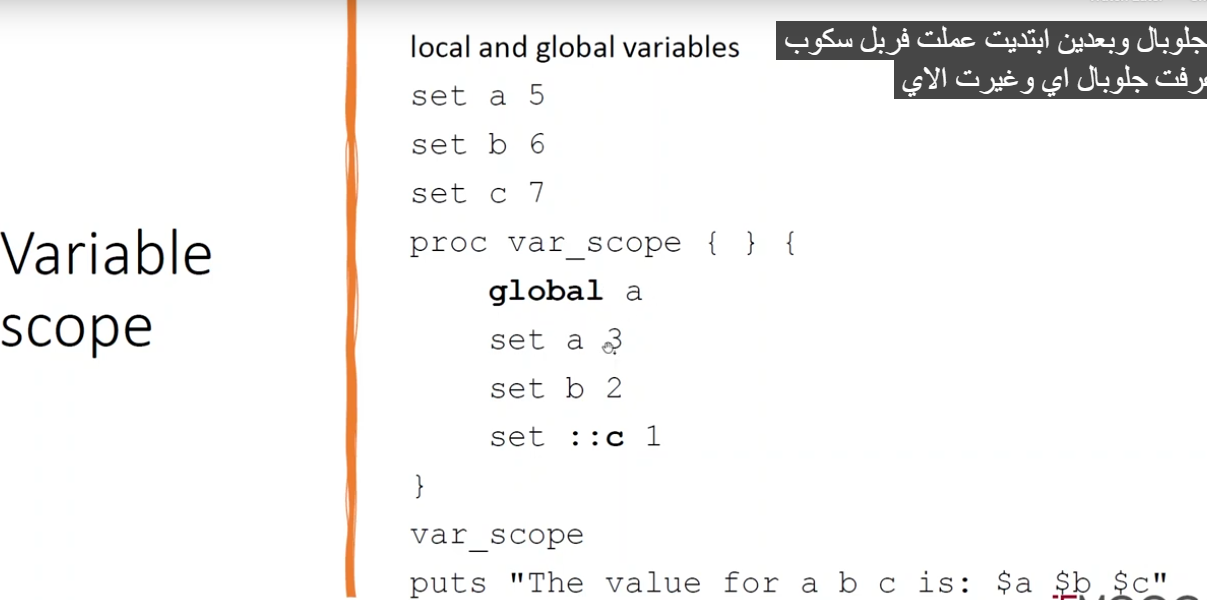 Variable
scope
local and global variables
set a 5
set b 6
set c 7
proc var_scope { } {
global a
set a 3
set b 2
set ::c 1
}
var_scope
puts "The value for a b c is: $a $b $c"
جلوبال وبعدين ابتديت عملت فربل سكوب
جلوبال اي وغيرت الاي